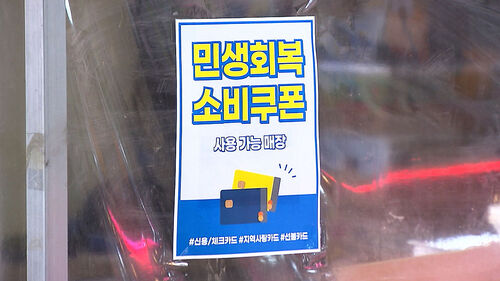 민생회복
소비쿠폰
사용 가능 매장
#신용/체크카드 #지역사랑카드 #선불카드